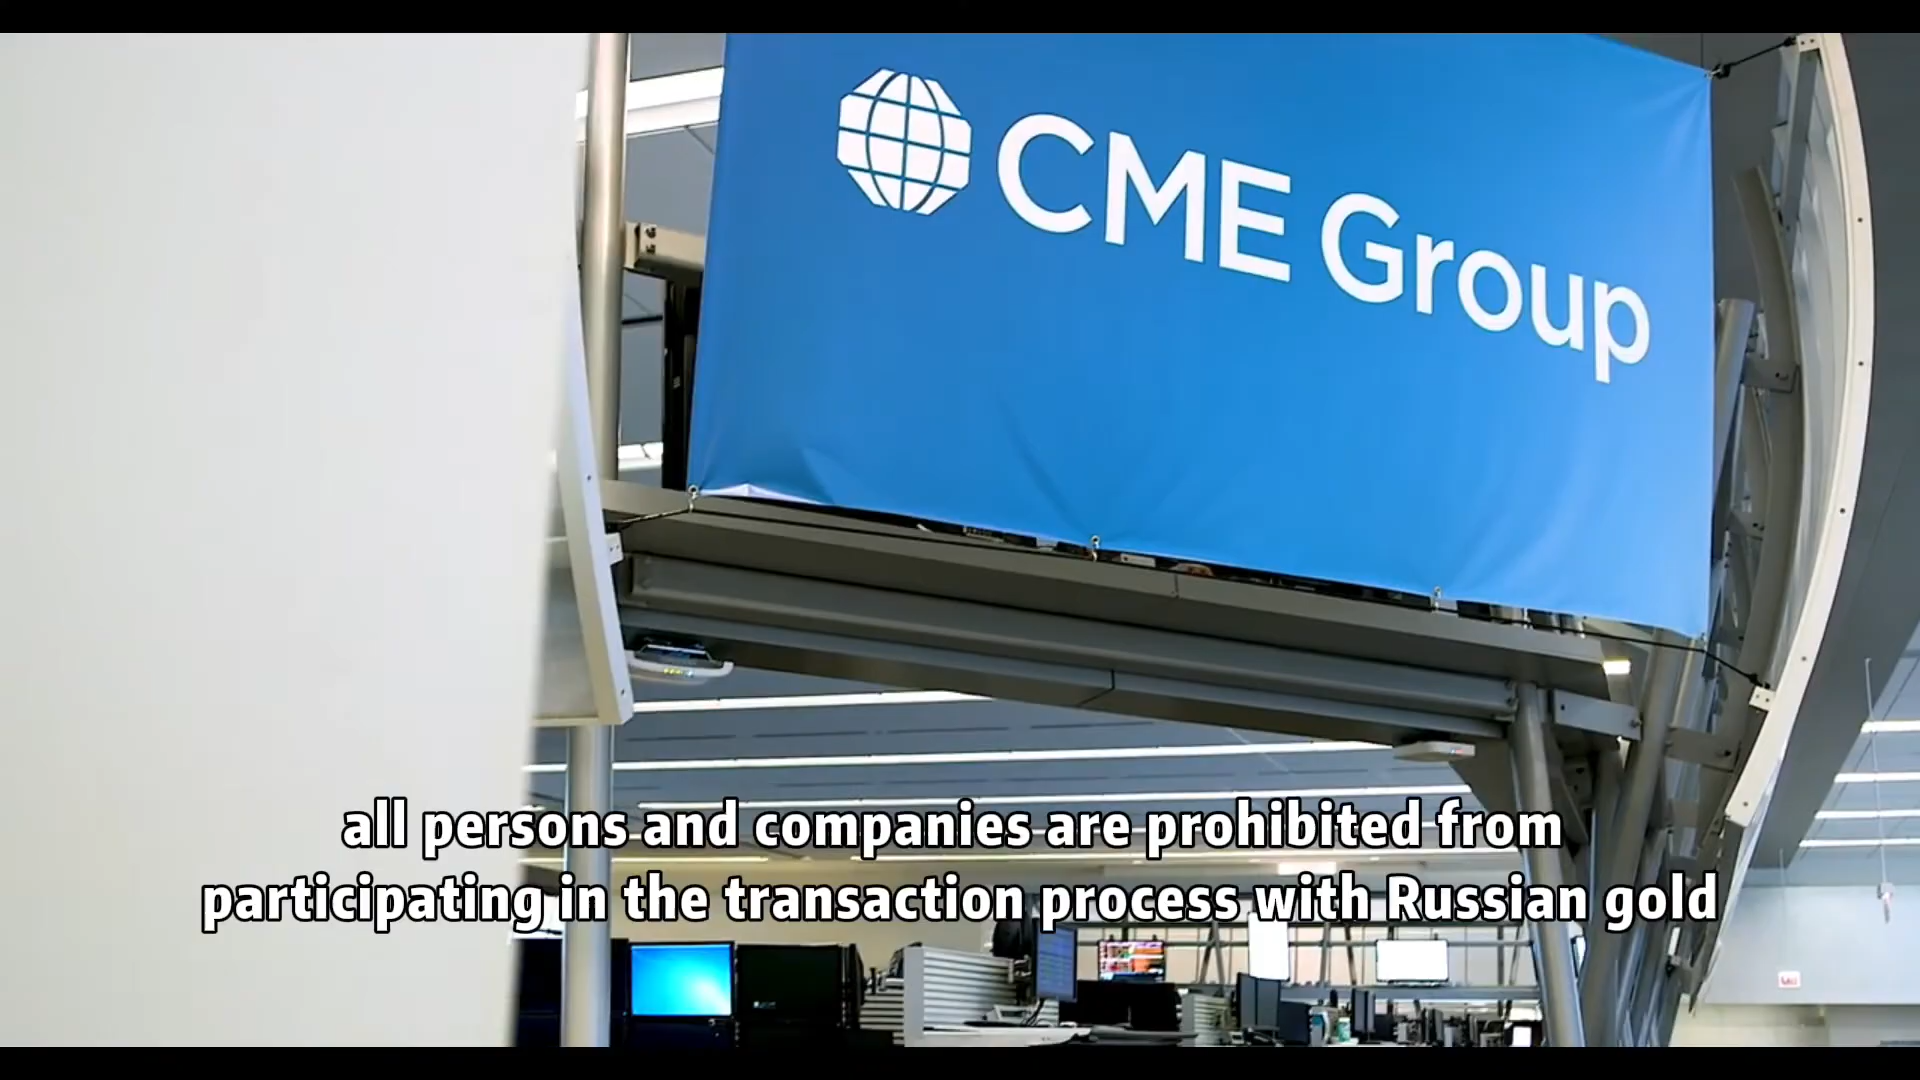 CME Group
all persons and companies are prohibited from
participating in the transaction process with Russian gold